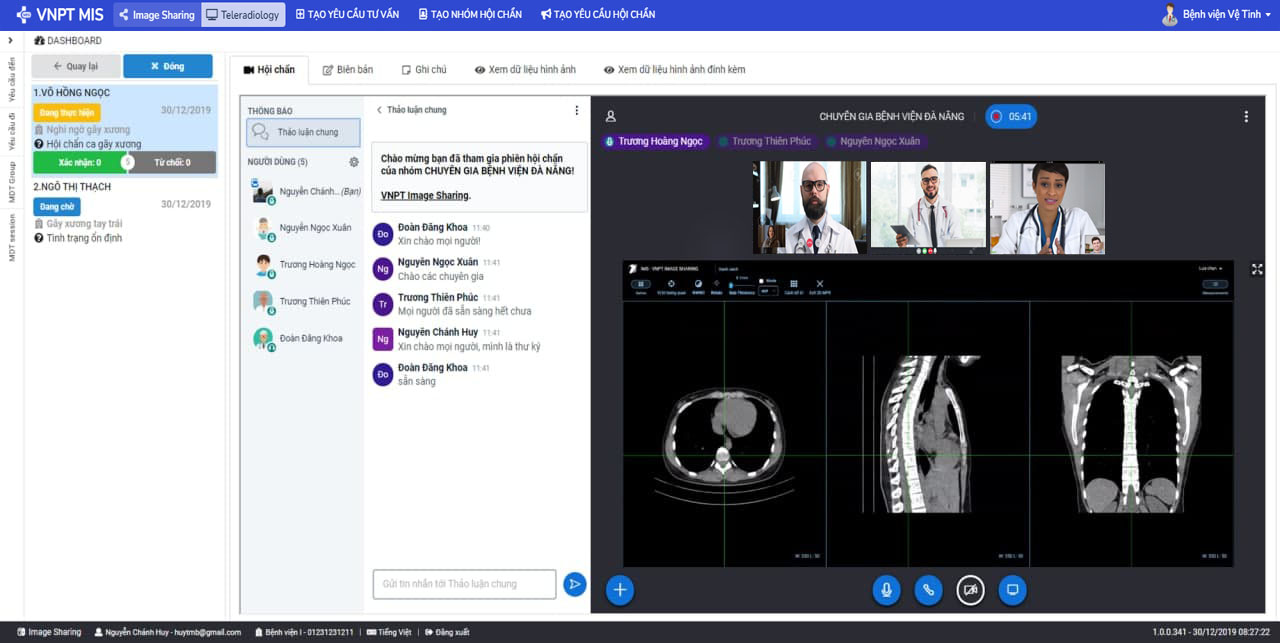 VNPT MIS
Image Sharing
Teleradiology
TẠO YÊU CẦU TƯ VẤN
TẠO NHÓM HỘI CHẨN
TẠO YÊU CẦU HỘI CHẨN
Bệnh viện Vệ Tinh
DASHBOARD
Yêu cầu đến
Yêu cầu đi
MDT Group
MDT session
Quay lại
Đóng
1.VÕ HỒNG NGỌC
Đang thực hiện
30/12/2019
Nghi ngờ gãy xương
Hội chẩn ca gãy xương
Xác nhận: 0
5
Từ chối: 0
2.NGÔ THỊ THẠCH
Đang chờ
30/12/2019
Gãy xương tay trái
Tình trạng ổn định
Hội chẩn
Biên bản
Ghi chú
Xem dữ liệu hình ảnh
Xem dữ liệu hình ảnh đính kèm
THÔNG BÁO
Thảo luận chung
NGƯỜI DÙNG (5)
Nguyễn Chánh... (Bạn)
Nguyễn Ngọc Xuân
Trương Hoàng Ngọc
Trương Thiên Phúc
Đoàn Đăng Khoa
Thảo luận chung
Chào mừng bạn đã tham gia phiên hội chẩn
của nhóm CHUYÊN GIA BỆNH VIỆN ĐÀ NẴNG!
VNPT Image Sharing.
Đo
Đoàn Đăng Khoa 11:40
Xin chào mọi người!
Ng
Nguyễn Ngọc Xuân 11:41
Chào các chuyên gia
Tr
Trương Thiên Phúc 11:41
Mọi người đã sẵn sàng hết chưa
Ng
Nguyễn Chánh Huy 11:41
Xin chào mọi người, mình là thư ký
Đo
Đoàn Đăng Khoa 11:41
sẵn sàng
Gửi tin nhắn tới Thảo luận chung
CHUYÊN GIA BỆNH VIỆN ĐÀ NẴNG
05:41
Trương Hoàng Ngọc
Trương Thiên Phúc
Nguyễn Ngọc Xuân
MIS - VNPT IMAGE SHARING
Image Sharing
Nguyễn Chánh Huy - huytmb@gmail.com
Bệnh viện I - 01231231211
Tiếng Việt
Đăng xuất
1.0.0.341 - 30/12/2019 08:27:22